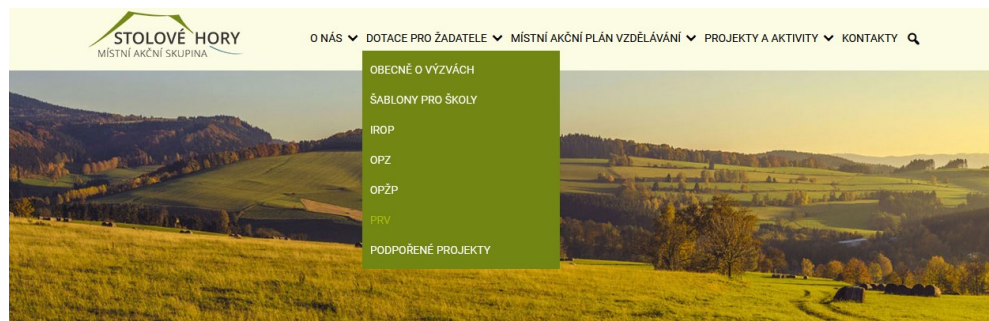 STOLOVÉ HORY
MÍSTNÍ AKČNÍ SKUPINA
O NÁS DOTACE PRO ŽADATELE MÍSTNÍ AKČNÍ PLÁN VZDĚLÁVÁNÍ PROJEKTY A AKTIVITY KONTAKTY
OBECNĚ O VÝZVÁCH
ŠABLONY PRO ŠKOLY
IROP
OPZ
OPŽP
PRV
PODPOŘENÉ PROJEKTY